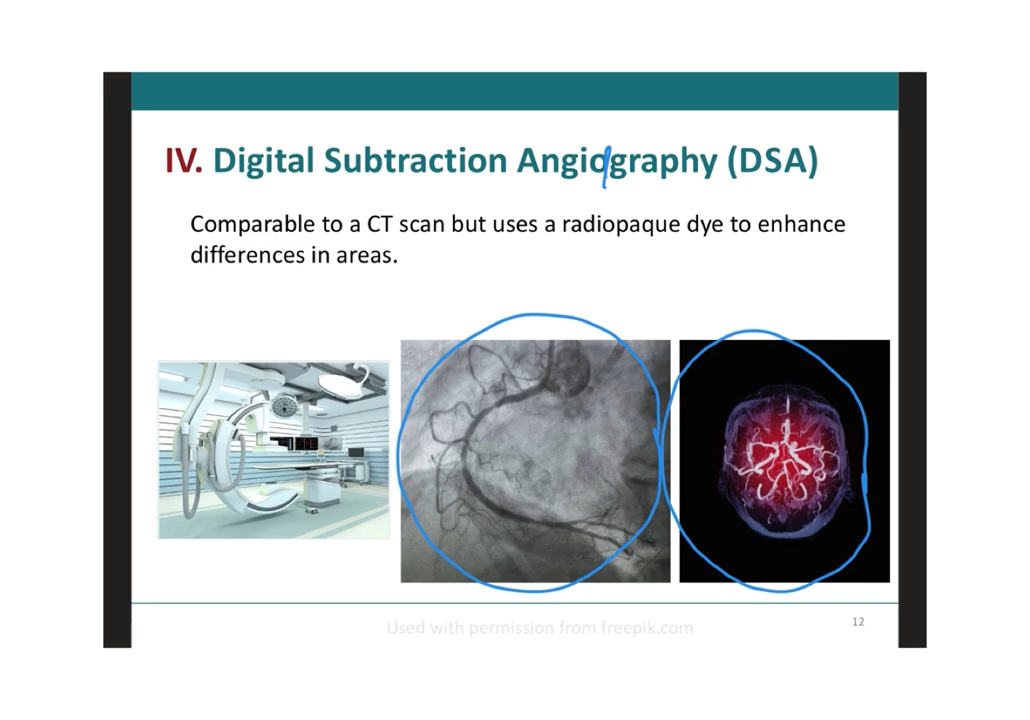 IV. Digital Subtraction Angiography (DSA)
Comparable to a CT scan but uses a radiopaque dye to enhance
differences in areas.
Used with permission from freepik.com
12